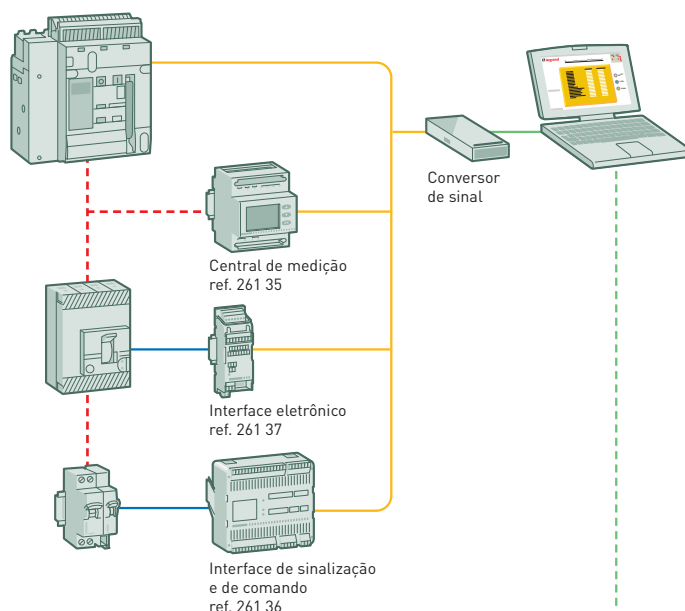 legrand
Conversor
de sinal
Central de medição
ref. 261 35
Interface eletrônico
ref. 261 37
Interface de sinalização
e de comando
ref. 261 36